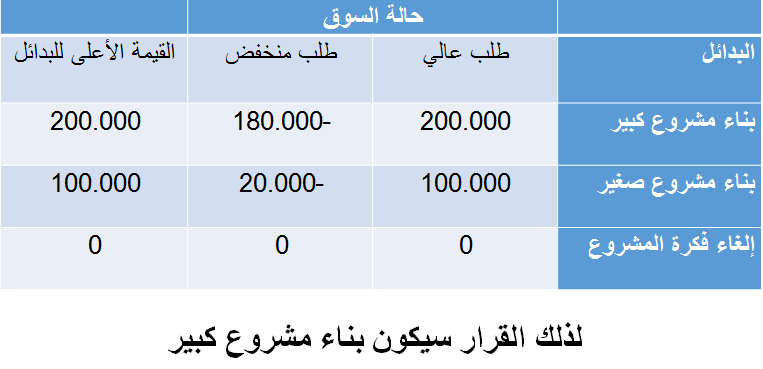 حالة السوق
البدائل طلب عالي طلب منخفض القيمة الأعلى للبدائل
بناء مشروع كبير 200.000 -180.000 200.000
بناء مشروع صغير 100.000 -20.000 100.000
إلغاء فكرة المشروع 0 0 0
لذلك القرار سيكون بناء مشروع كبير